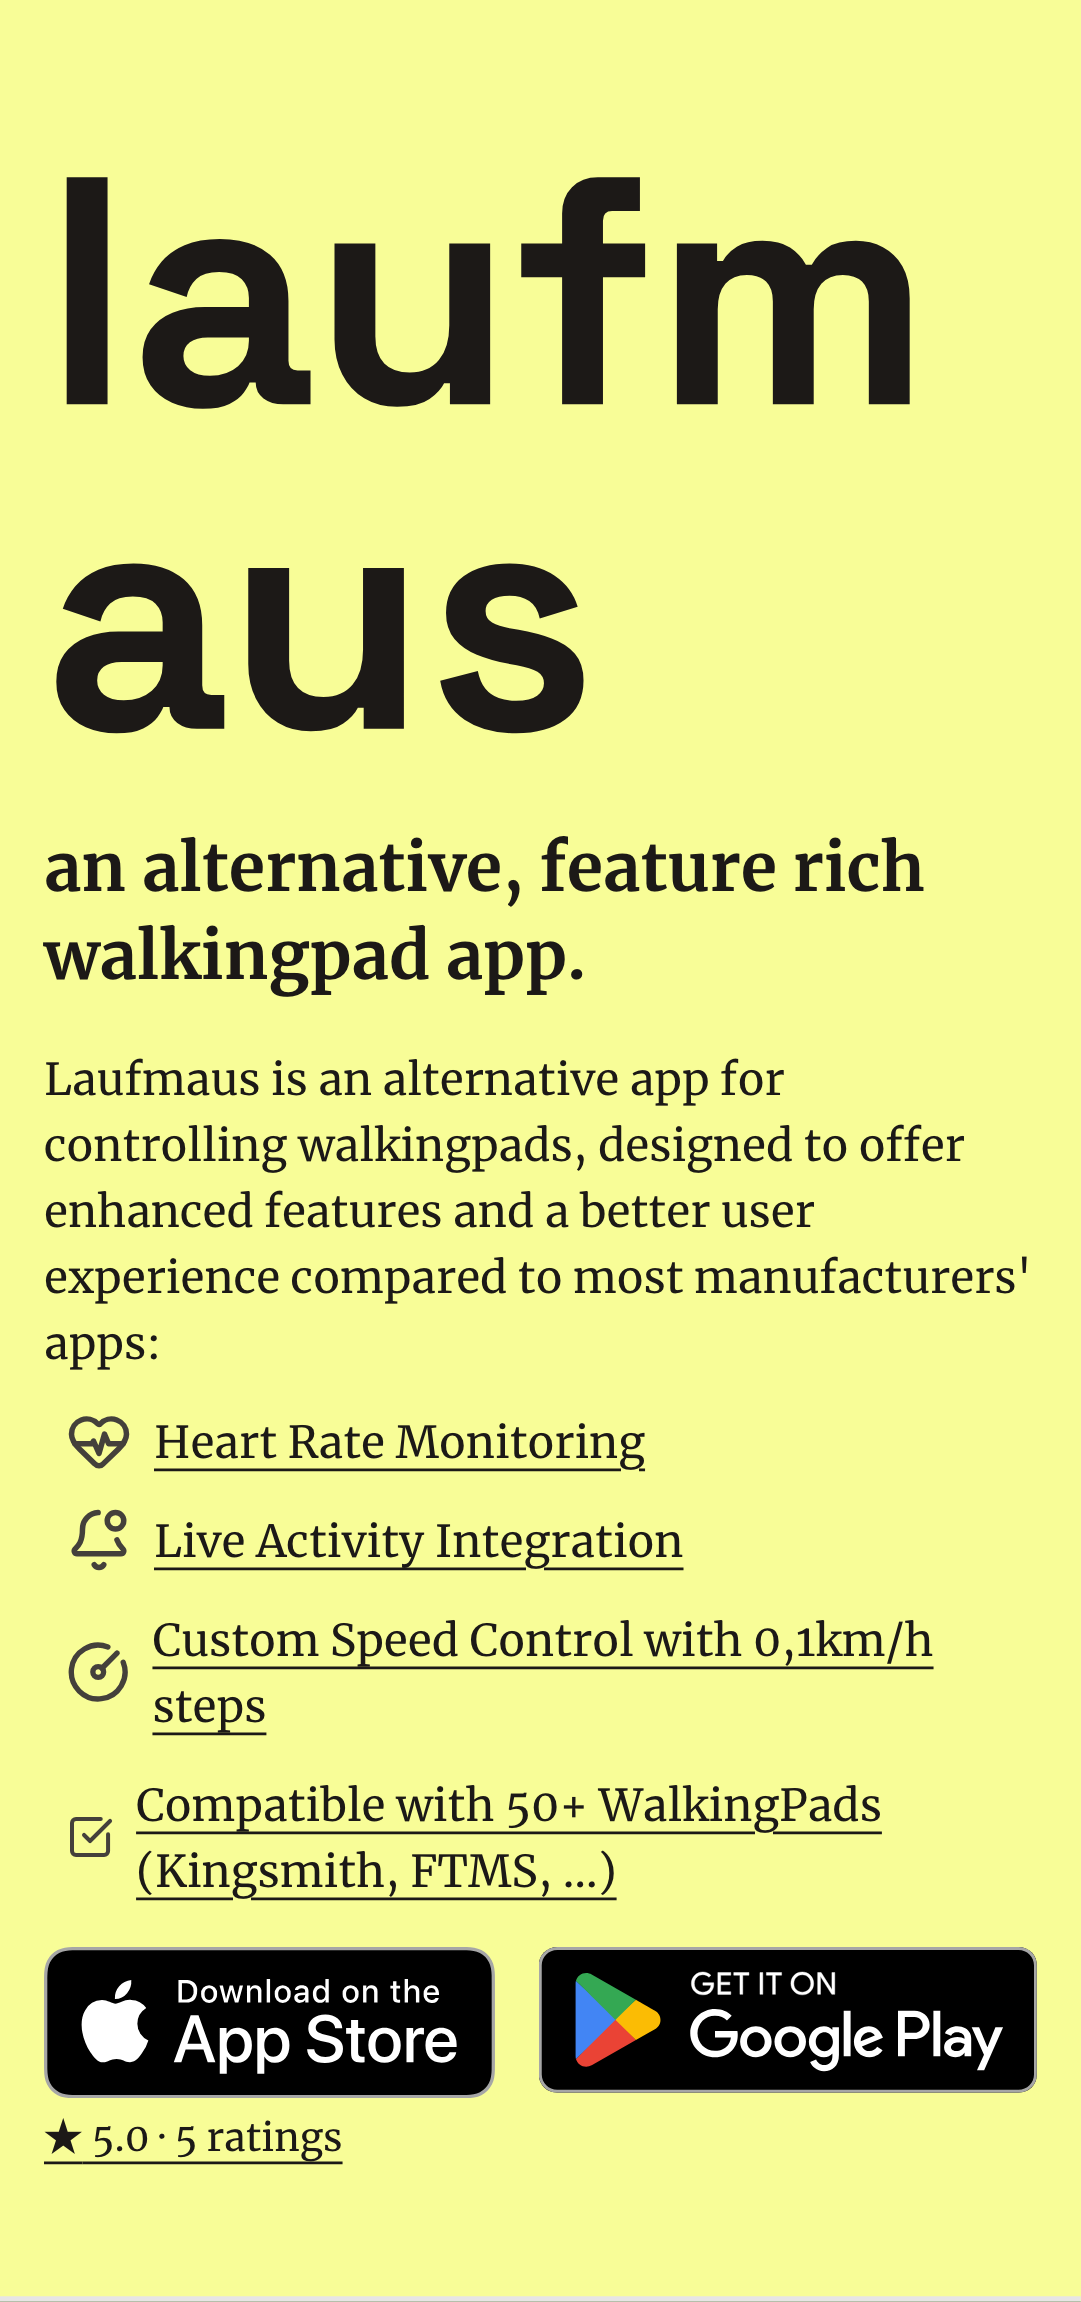 laufm
aus
an alternative, feature rich
walkingpad app.
Laufmaus is an alternative app for
controlling walkingpads, designed to offer
enhanced features and a better user
experience compared to most manufacturers'
apps:
Heart Rate Monitoring
Live Activity Integration
Custom Speed Control with 0,1km/h
steps
Compatible with 50+ WalkingPads
(Kingsmith, FTMS, ...)
Download on the
App Store
GET IT ON
Google Play
★ 5.0 · 5 ratings